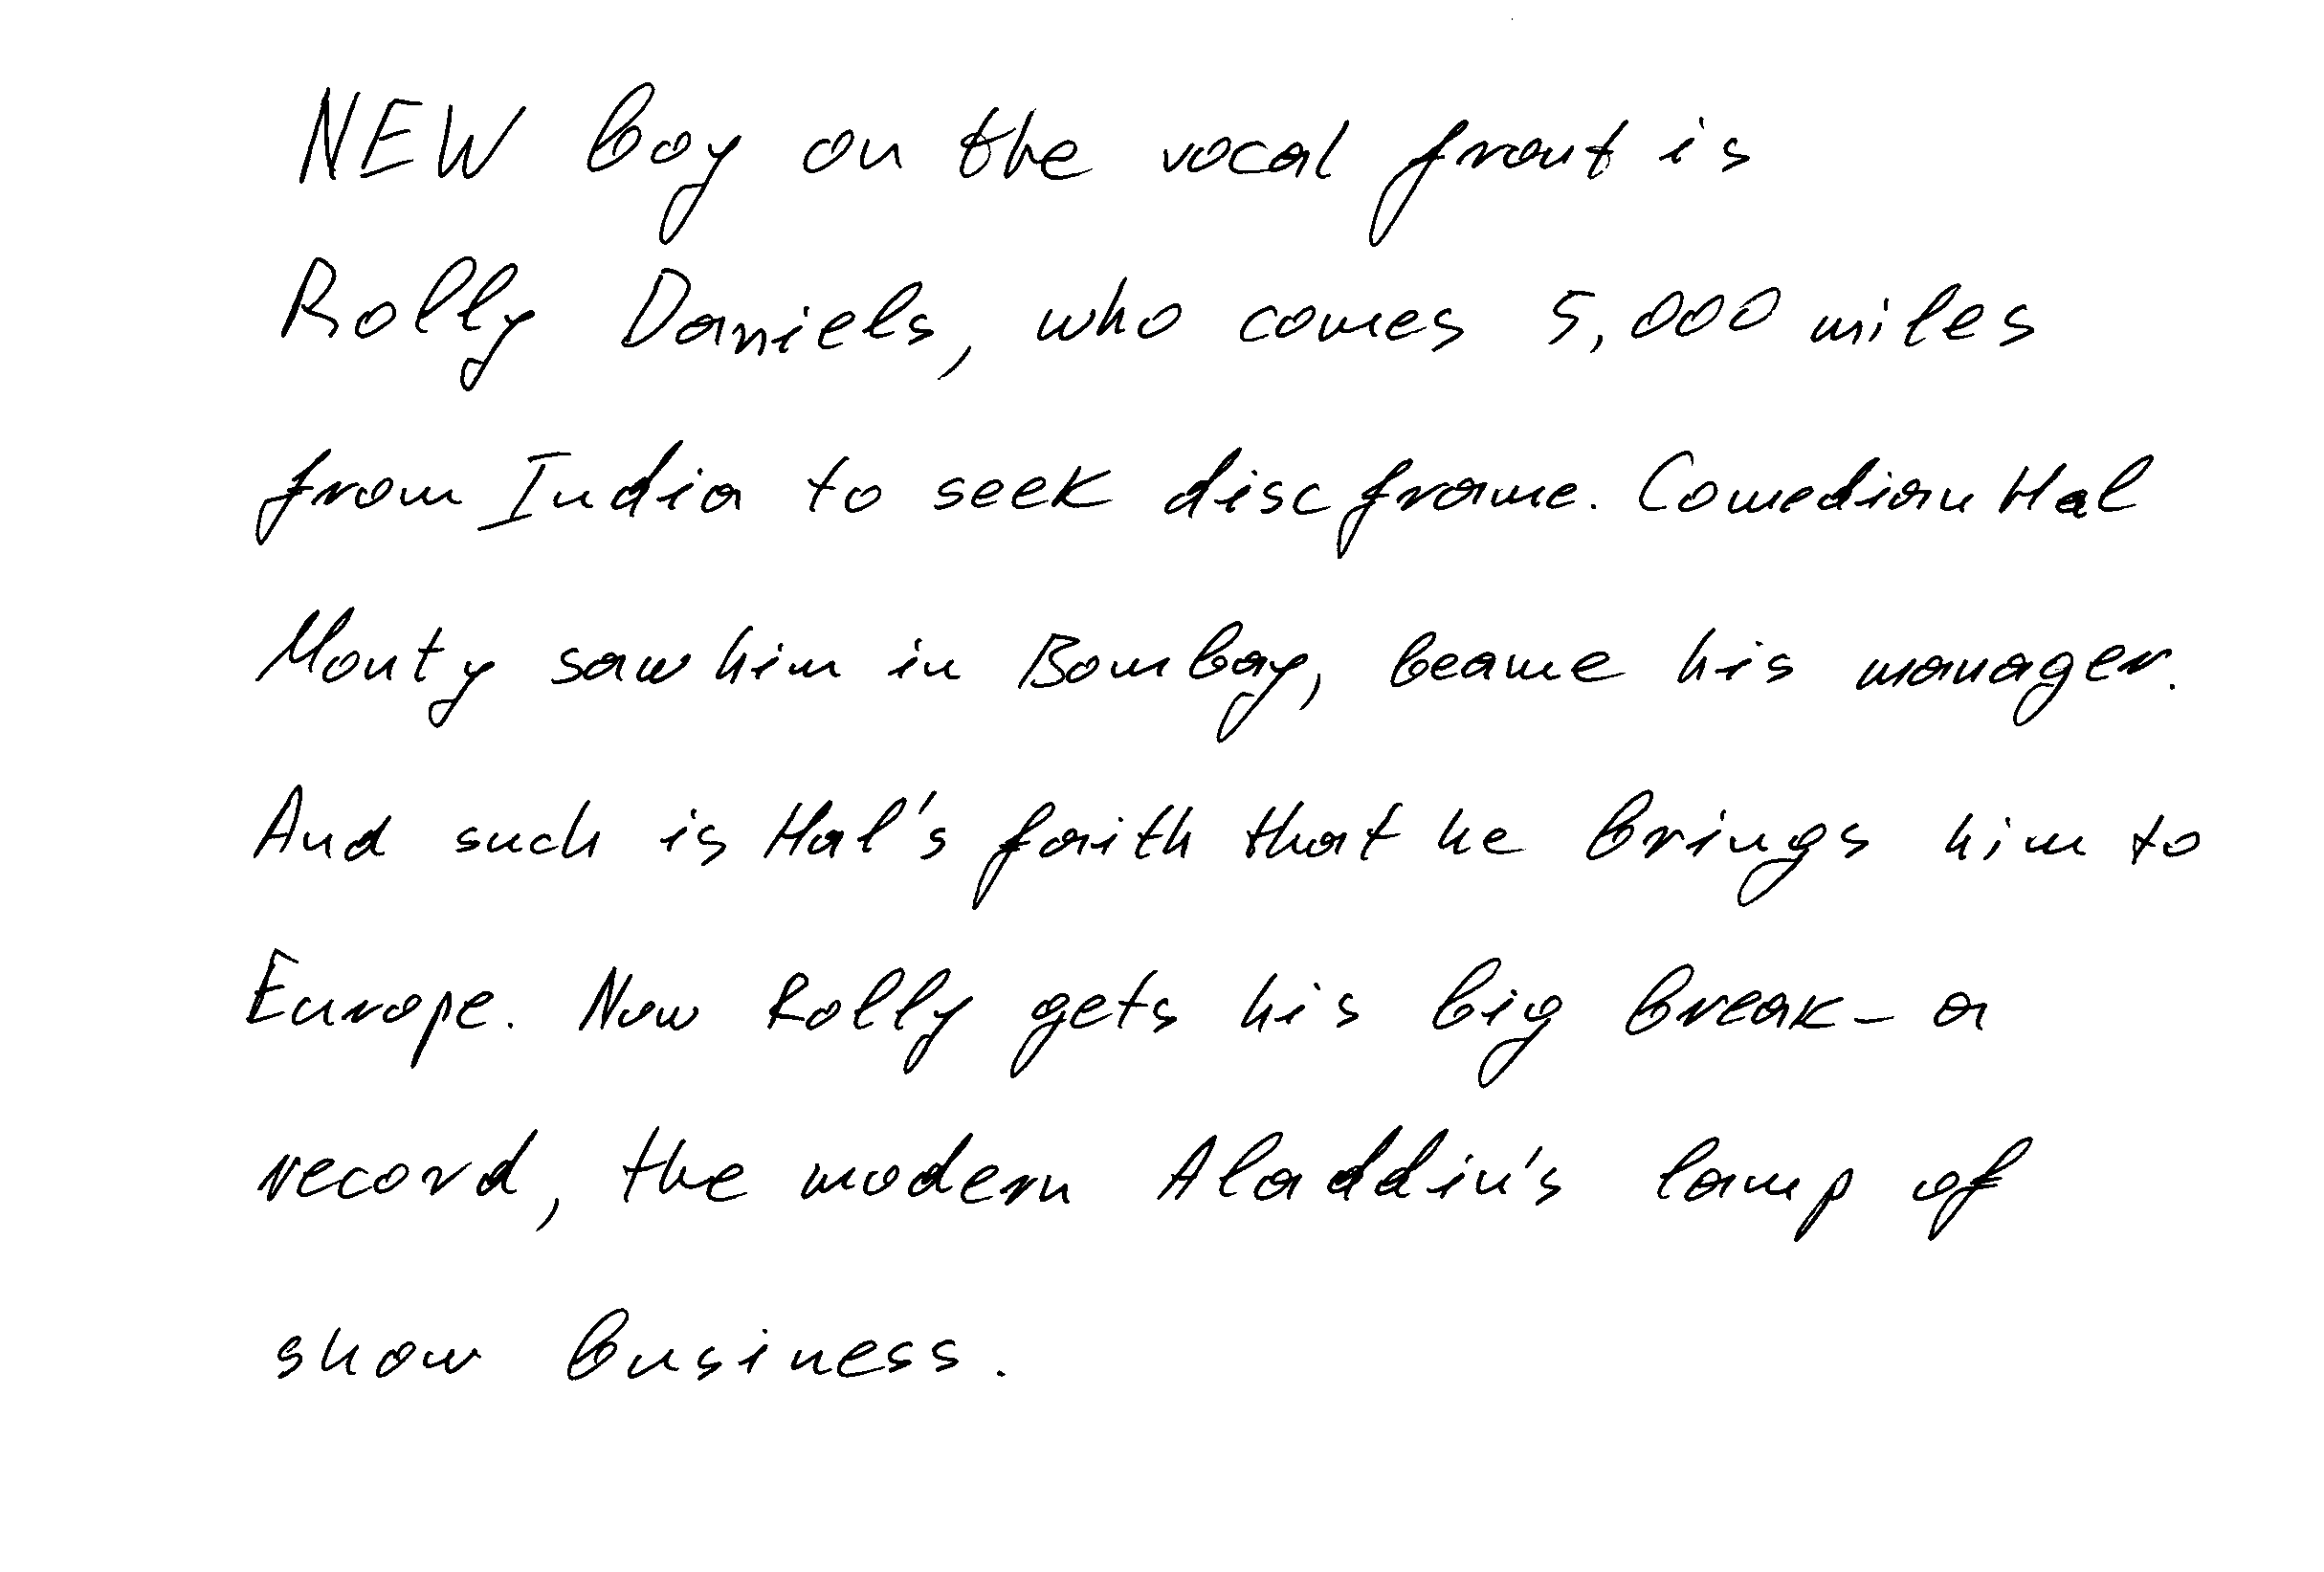 NEW boy on the vocal front is
Rolly Daniels, who comes 5,000 miles
from India to seek disc frame. Comedian Hal
Monty saw him in Bombay, beame his manager.
And such is Hal's faith that he brings him to
Europe. Now Rolly gets his big break - a
record, the modern Aladdin's lamp of
show business.